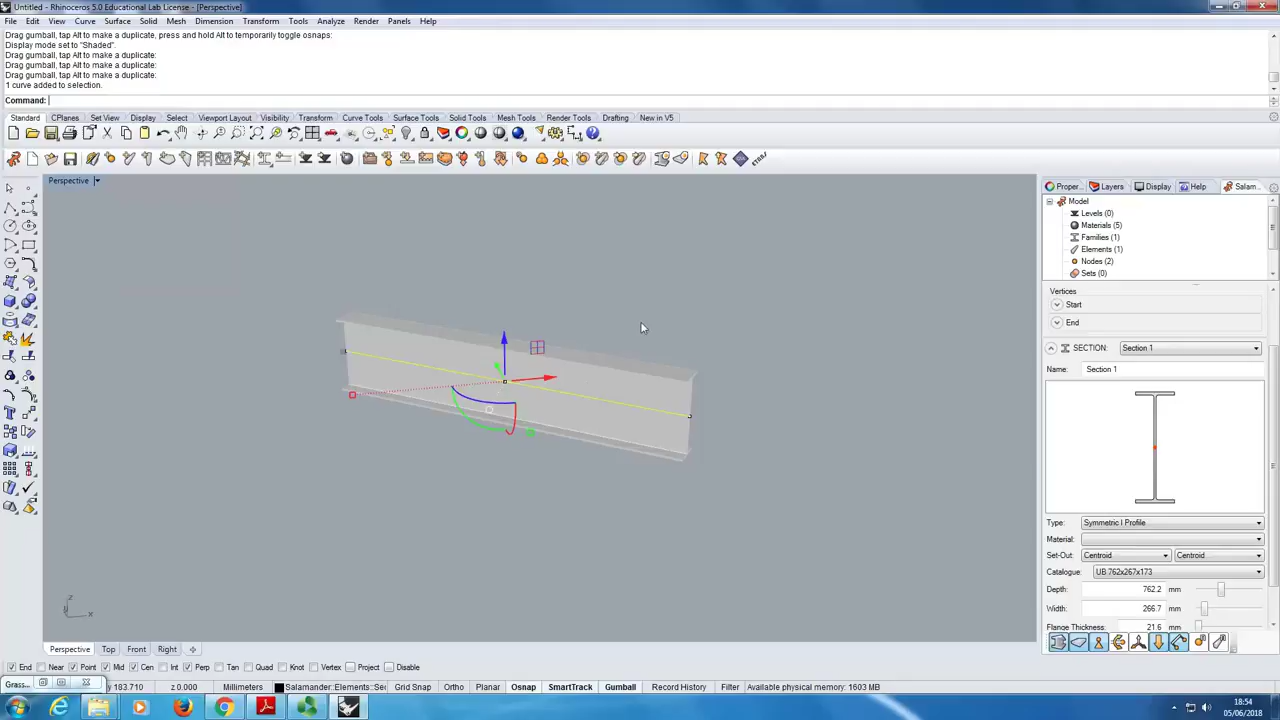 Untitled - Rhinoceros 5.0 Educational Lab License - [Perspective]
File Edit View Curve Surface Solid Mesh Dimension Transform Tools Analyze Render Panels Help
Drag gumball, tap Alt to make a duplicate, press and hold Alt to temporarily toggle osnaps:
Display mode set to "Shaded".
Drag gumball, tap Alt to make a duplicate:
Drag gumball, tap Alt to make a duplicate:
Drag gumball, tap Alt to make a duplicate:
1 curve added to selection.
Command:
Standard CPlanes Set View Display Select Viewport Layout Visibility Transform Curve Tools Surface Tools Solid Tools Mesh Tools Render Tools Drafting New in V5
Perspective
Proper... Layers Display Help Salam...
Model
Levels (0)
Materials (5)
Families (1)
Elements (1)
Nodes (2)
Sets (0)
Vertices
Start
End
SECTION: Section 1
Name: Section 1
Type: Symmetric I Profile
Material:
Set-Out: Centroid Centroid
Catalogue: UB 762x267x173
Depth: 762.2 mm
Width: 266.7 mm
Flange Thickness: 21.6 mm
z x
Perspective Top Front Right
End Near Point Mid Cen Int Perp Tan Quad Knot Vertex Project Disable
Grass... y 183.710 z 0.000 Millimeters Salamander::Elements::Se Grid Snap Ortho Planar Osnap SmartTrack Gumball Record History Filter Available physical memory: 1603 MB
18:54
05/06/2018